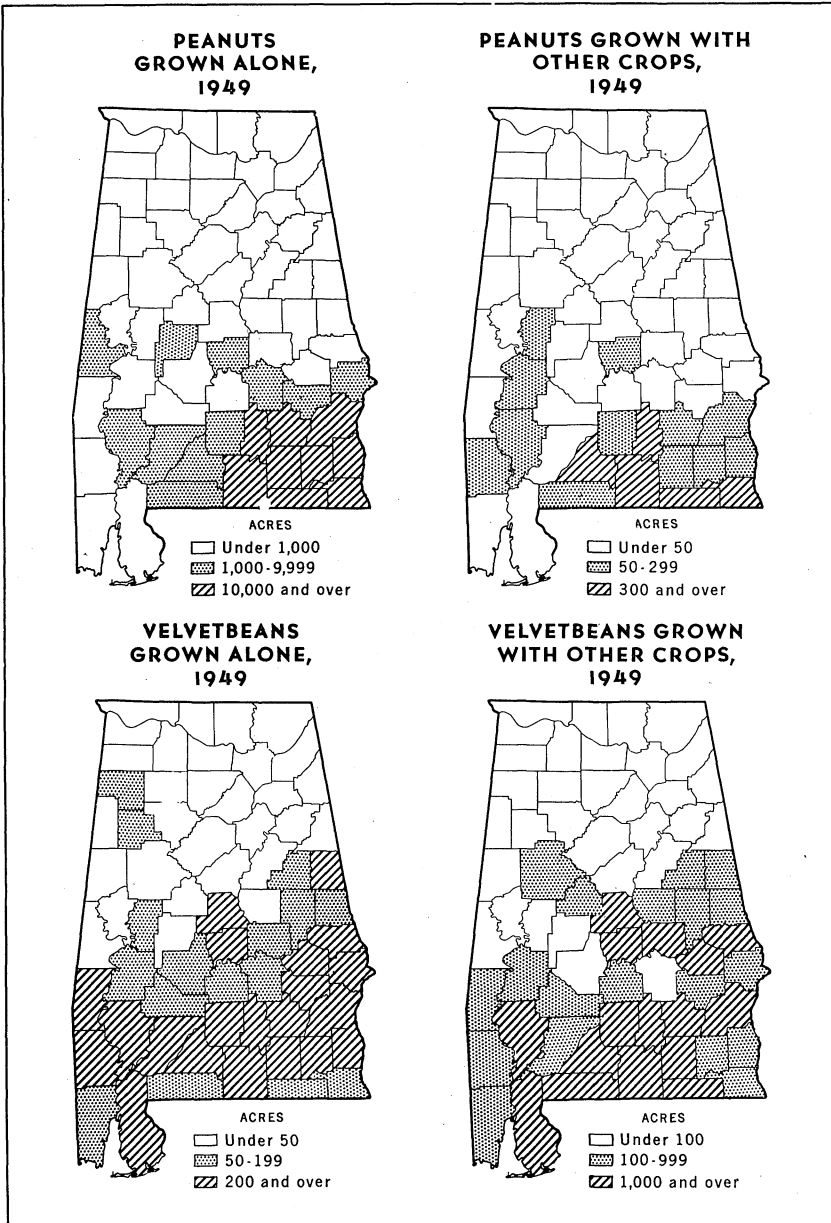 PEANUTS
GROWN ALONE,
1949
ACRES
Under 1,000
1,000-9,999
10,000 and over
PEANUTS GROWN WITH
OTHER CROPS,
1949
ACRES
Under 50
50-299
300 and over
VELVETBEANS
GROWN ALONE,
1949
ACRES
Under 50
50-199
200 and over
VELVETBEANS GROWN
WITH OTHER CROPS,
1949
ACRES
Under 100
100-999
1,000 and over